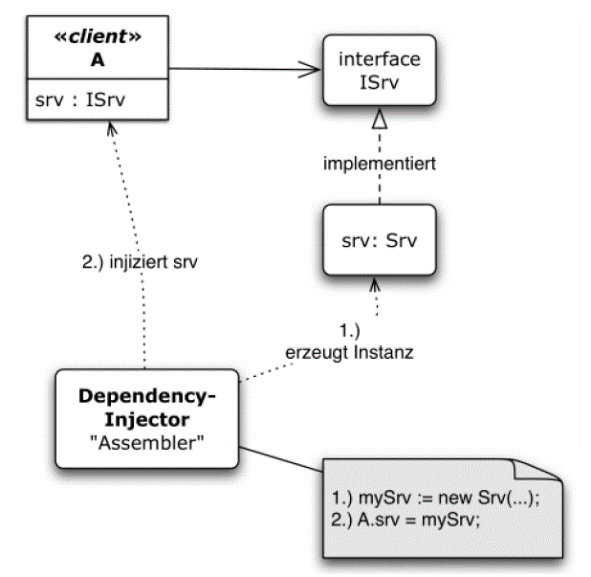 «client»
A
srv : ISrv
interface
ISrv
implementiert
srv: Srv
2.) injiziert srv
1.)
erzeugt Instanz
Dependency-
Injector
"Assembler"
1.) mySrv := new Srv(...);
2.) A.srv = mySrv;